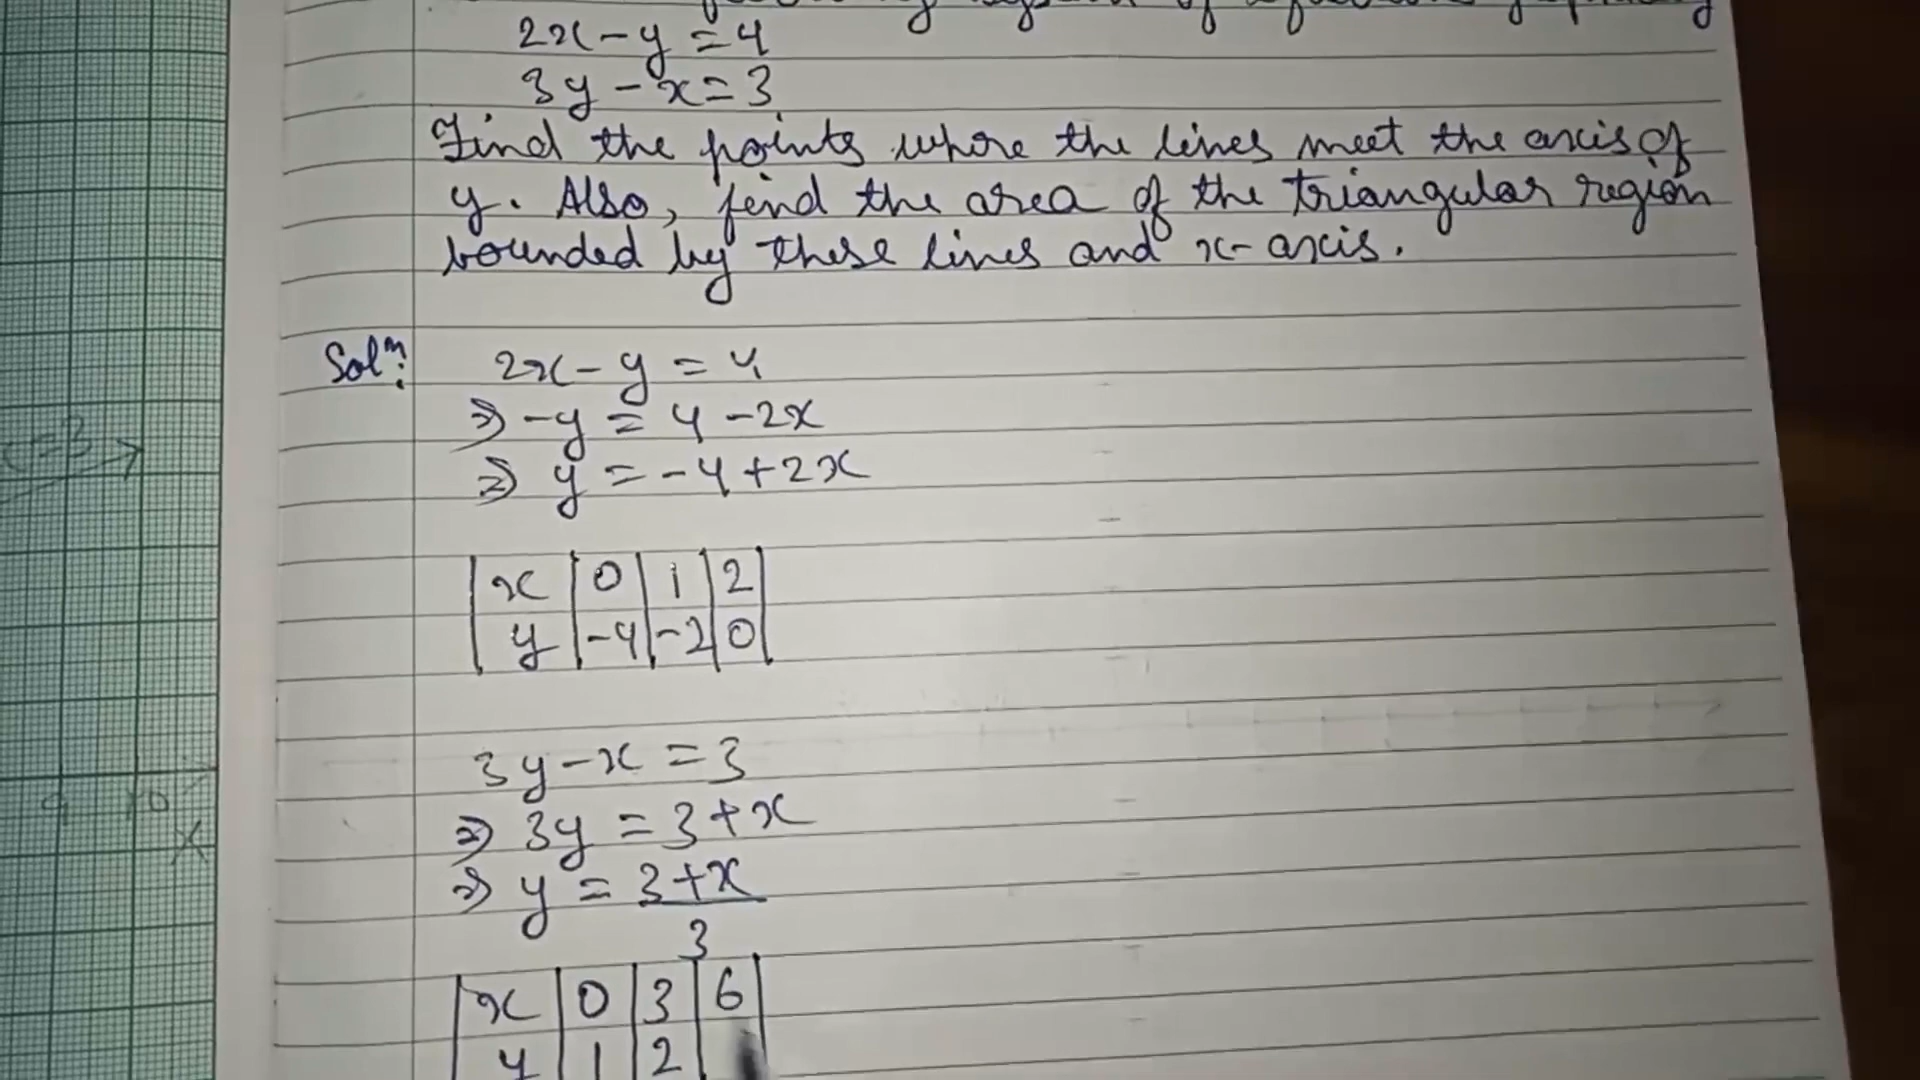 2x - y = 4
3y - x = 3
Find the points where the lines meet the axis of
y. Also, find the area of the triangular region
bounded by these lines and x-axis.
Solⁿ: 2x - y = 4
⇒ -y = 4 - 2x
⇒ y = -4 + 2x
x | 0 | 1 | 2
y | -4 | -2 | 0
3y - x = 3
⇒ 3y = 3 + x
⇒ y = 3 + x
3
x | 0 | 3 | 6
y | 1 | 2